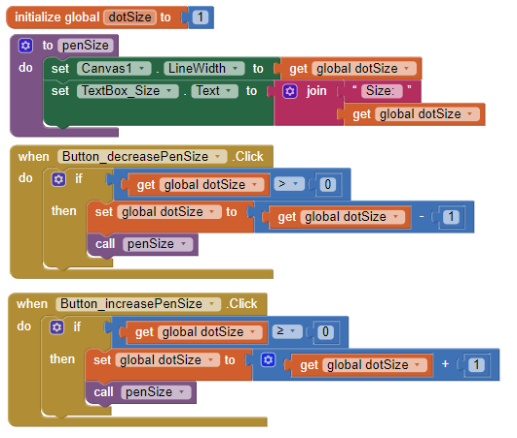 initialize global dotSize to 1
to penSize
do set Canvas1 . LineWidth to get global dotSize
set TextBox_Size . Text to join " Size: "
get global dotSize
when Button_decreasePenSize .Click
do if get global dotSize > 0
then set global dotSize to get global dotSize - 1
call penSize
when Button_increasePenSize .Click
do if get global dotSize ≥ 0
then set global dotSize to get global dotSize + 1
call penSize